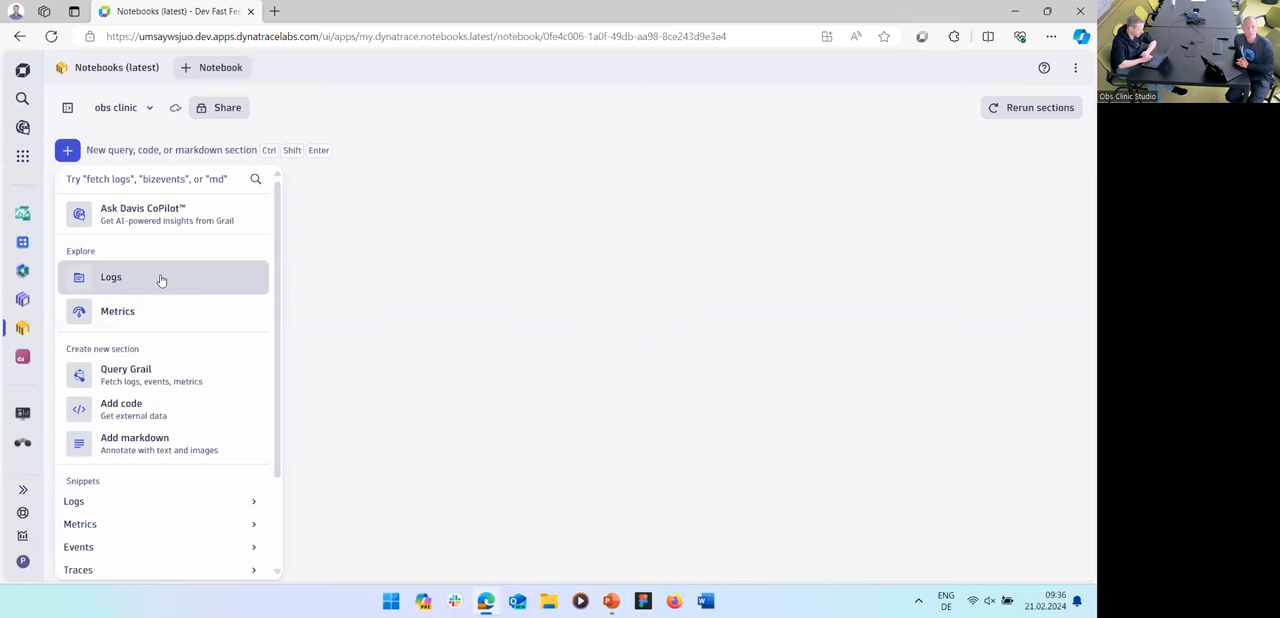 Notebooks (latest) - Dev Fast Fe
https://umsaywsjuo.dev.apps.dynatracelabs.com/ui/apps/my.dynatrace.notebooks.latest/notebook/0fe4c006-1a0f-49db-aa98-8ce243d9e3e4
Notebooks (latest)
Notebook
obs clinic
Share
Rerun sections
New query, code, or markdown section Ctrl Shift Enter
Try "fetch logs", "bizevents", or "md"
Ask Davis CoPilot™
Get AI-powered insights from Grail
Explore
Logs
Metrics
Create new section
Query Grail
Fetch logs, events, metrics
Add code
Get external data
Add markdown
Annotate with text and images
Snippets
Logs
Metrics
Events
Traces
P
da
PRE
ENG
DE
09:36
21.02.2024
Obs Clinic Studio